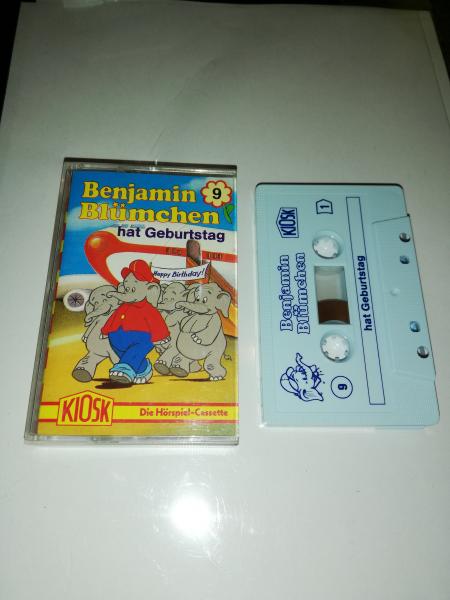 Benjamin
9
Blümchen
hat Geburtstag
Happy Birthday!
KIOSK
Die Hörspiel-Cassette
KIOSK
1
Benjamin
Blümchen
hat Geburtstag
9